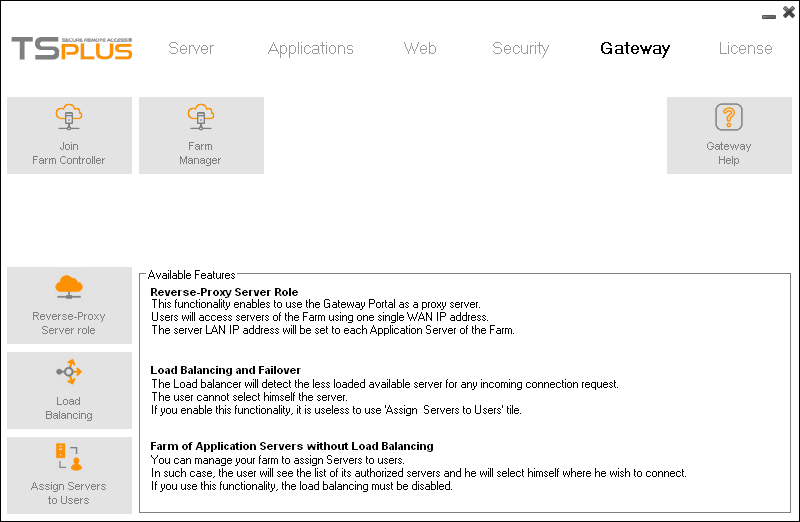 TSPLUS SECURE REMOTE ACCESS®
Server Applications Web Security Gateway License
Join
Farm Controller
Farm
Manager
Gateway
Help
Reverse-Proxy
Server role
Load
Balancing
Assign Servers
to Users
Available Features
Reverse-Proxy Server Role
This functionality enables to use the Gateway Portal as a proxy server.
Users will access servers of the Farm using one single WAN IP address.
The server LAN IP address will be set to each Application Server of the Farm.
Load Balancing and Failover
The Load balancer will detect the less loaded available server for any incoming connection request.
The user cannot select himself the server.
If you enable this functionality, it is useless to use 'Assign  Servers to Users' tile.
Farm of Application Servers without Load Balancing
You can manage your farm to assign Servers to users.
In such case, the user will see the list of its authorized servers and he will select himself where he wish to connect.
If you use this functionality, the load balancing must be disabled.